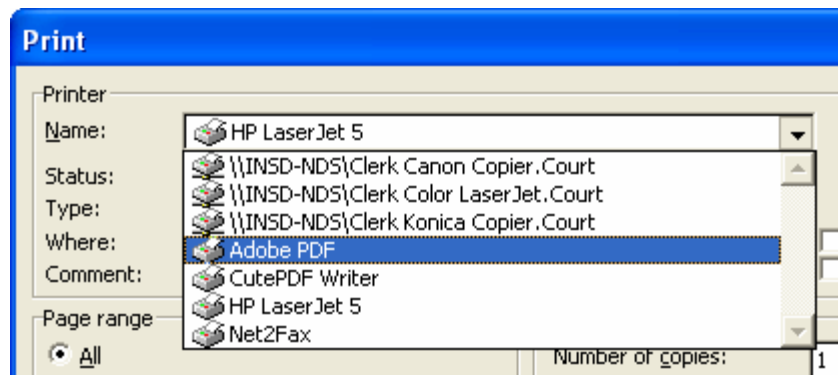 Print
Printer
Name:
HP LaserJet 5
\\INSD-NDS\Clerk Canon Copier.Court
Status:
\\INSD-NDS\Clerk Color LaserJet.Court
Type:
\\INSD-NDS\Clerk Konica Copier.Court
Where:
Adobe PDF
Comment:
CutePDF Writer
HP LaserJet 5
Page range
Net2Fax
All
Number of copies:
1